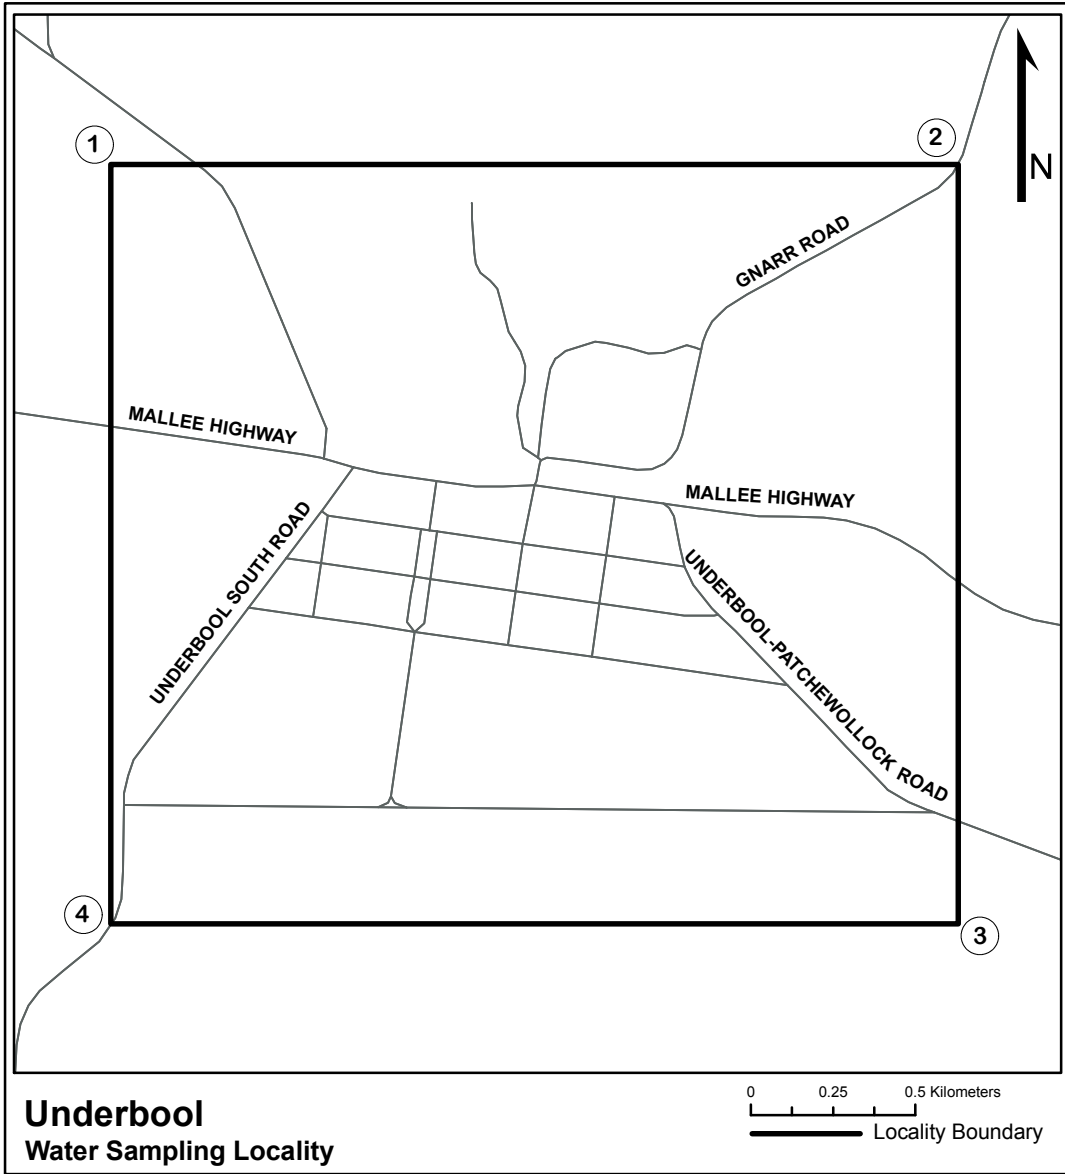 1
2
N
GNARR ROAD
MALLEE HIGHWAY
MALLEE HIGHWAY
UNDERBOOL SOUTH ROAD
UNDERBOOL-PATCHEWOLLOCK ROAD
4
3
0 0.25 0.5 Kilometers
Locality Boundary
Underbool
Water Sampling Locality